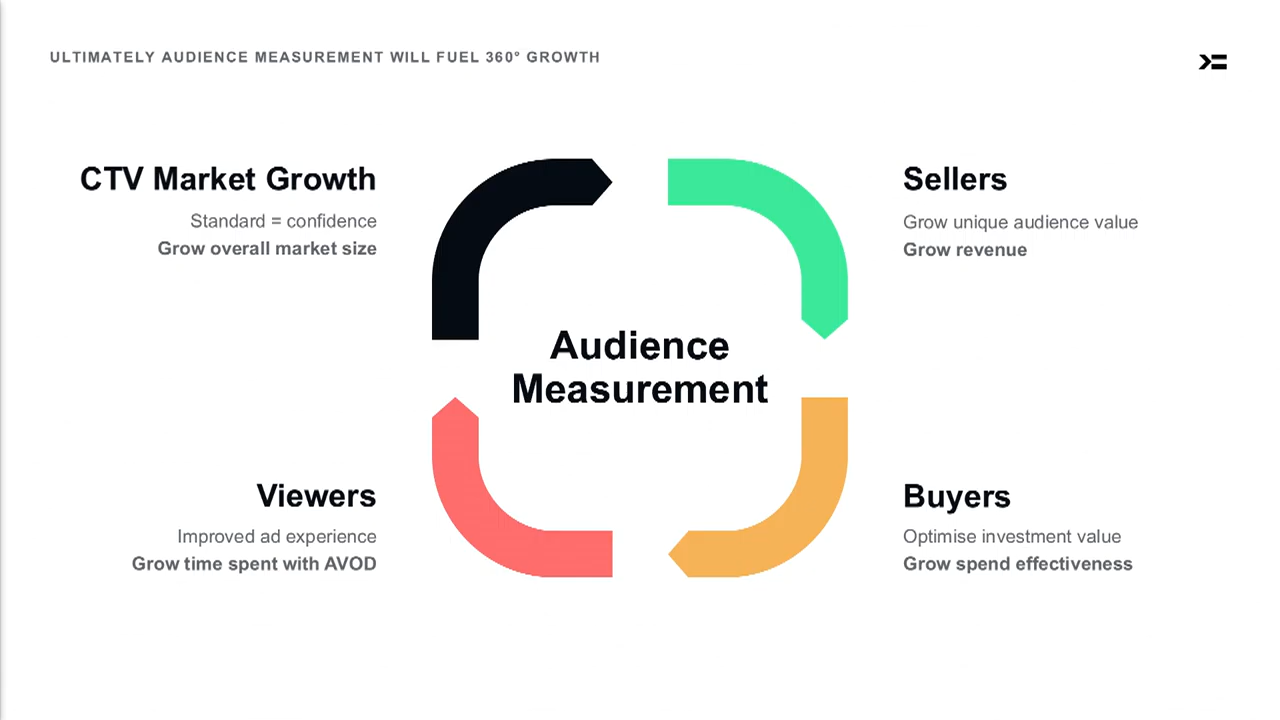 ULTIMATELY AUDIENCE MEASUREMENT WILL FUEL 360° GROWTH
CTV Market Growth
Standard = confidence
Grow overall market size
Sellers
Grow unique audience value
Grow revenue
Audience
Measurement
Viewers
Improved ad experience
Grow time spent with AVOD
Buyers
Optimise investment value
Grow spend effectiveness